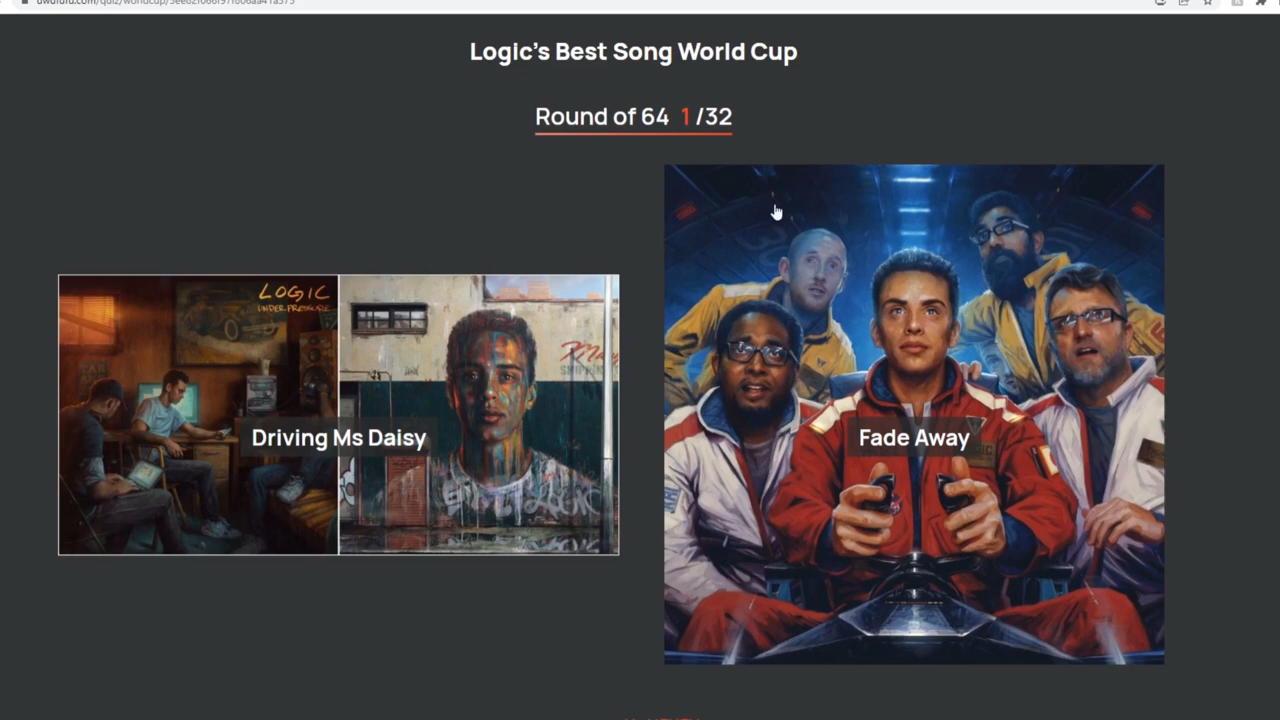 Logic's Best Song World Cup
Round of 64 1 /32
LOGIC
UNDER PRESSURE
Driving Ms Daisy
Fade Away